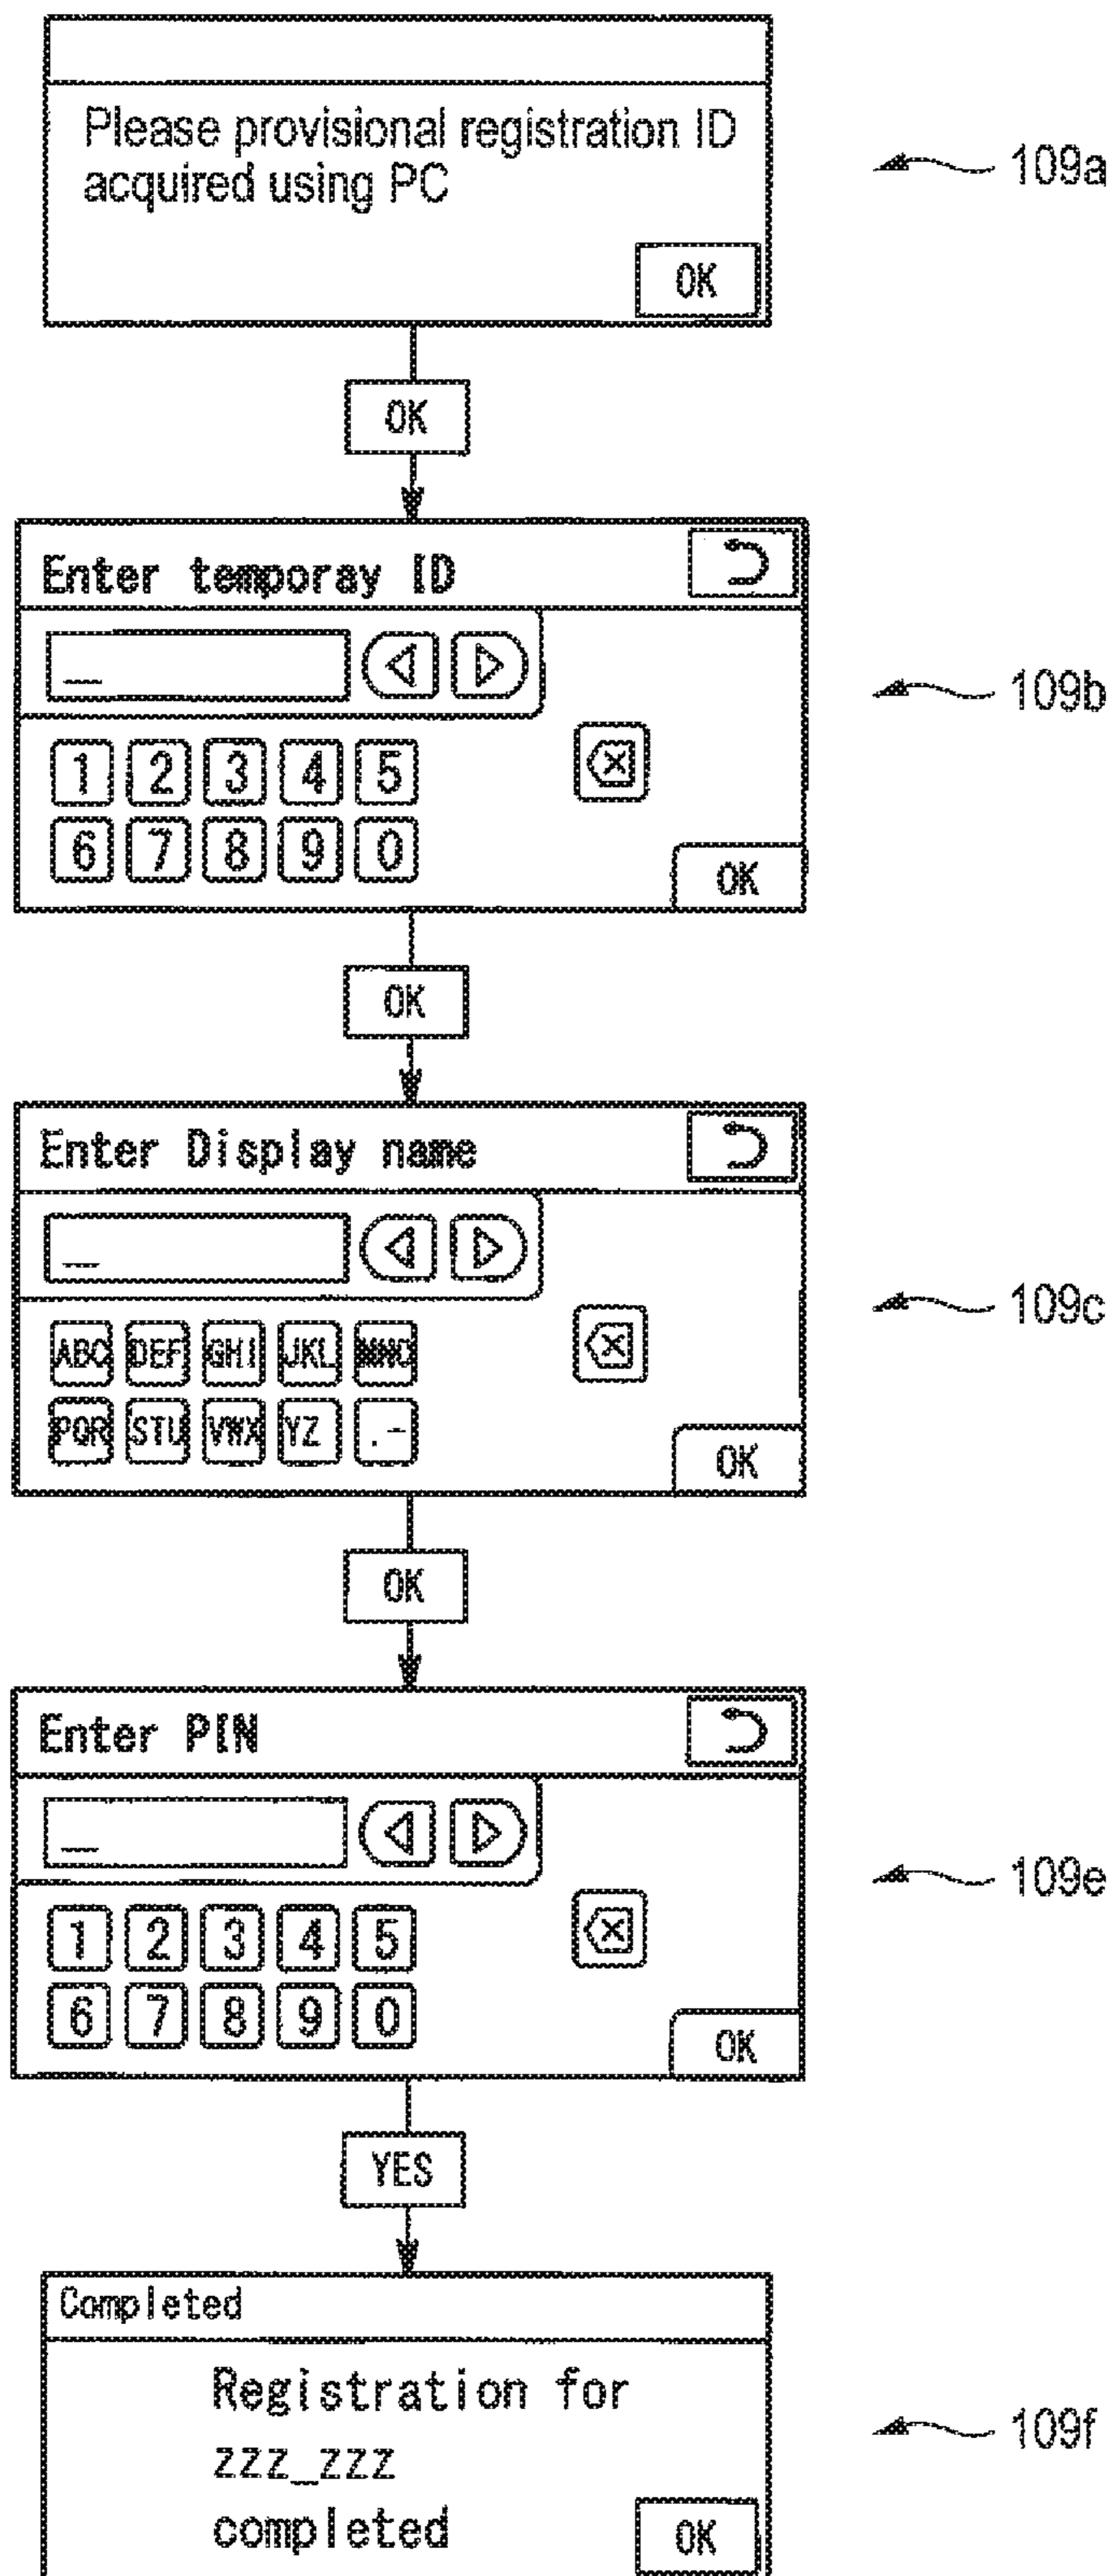 Please provisional registration ID
acquired using PC
OK
109a
OK
Enter temporay ID
109b
1 2 3 4 5
6 7 8 9 0
OK
OK
Enter Display name
109c
ABC DEF GHI JKL MNO
PQR STU VWX YZ .-
OK
OK
Enter PIN
109e
1 2 3 4 5
6 7 8 9 0
OK
YES
Completed
Registration for
zzz_zzz
completed
OK
109f